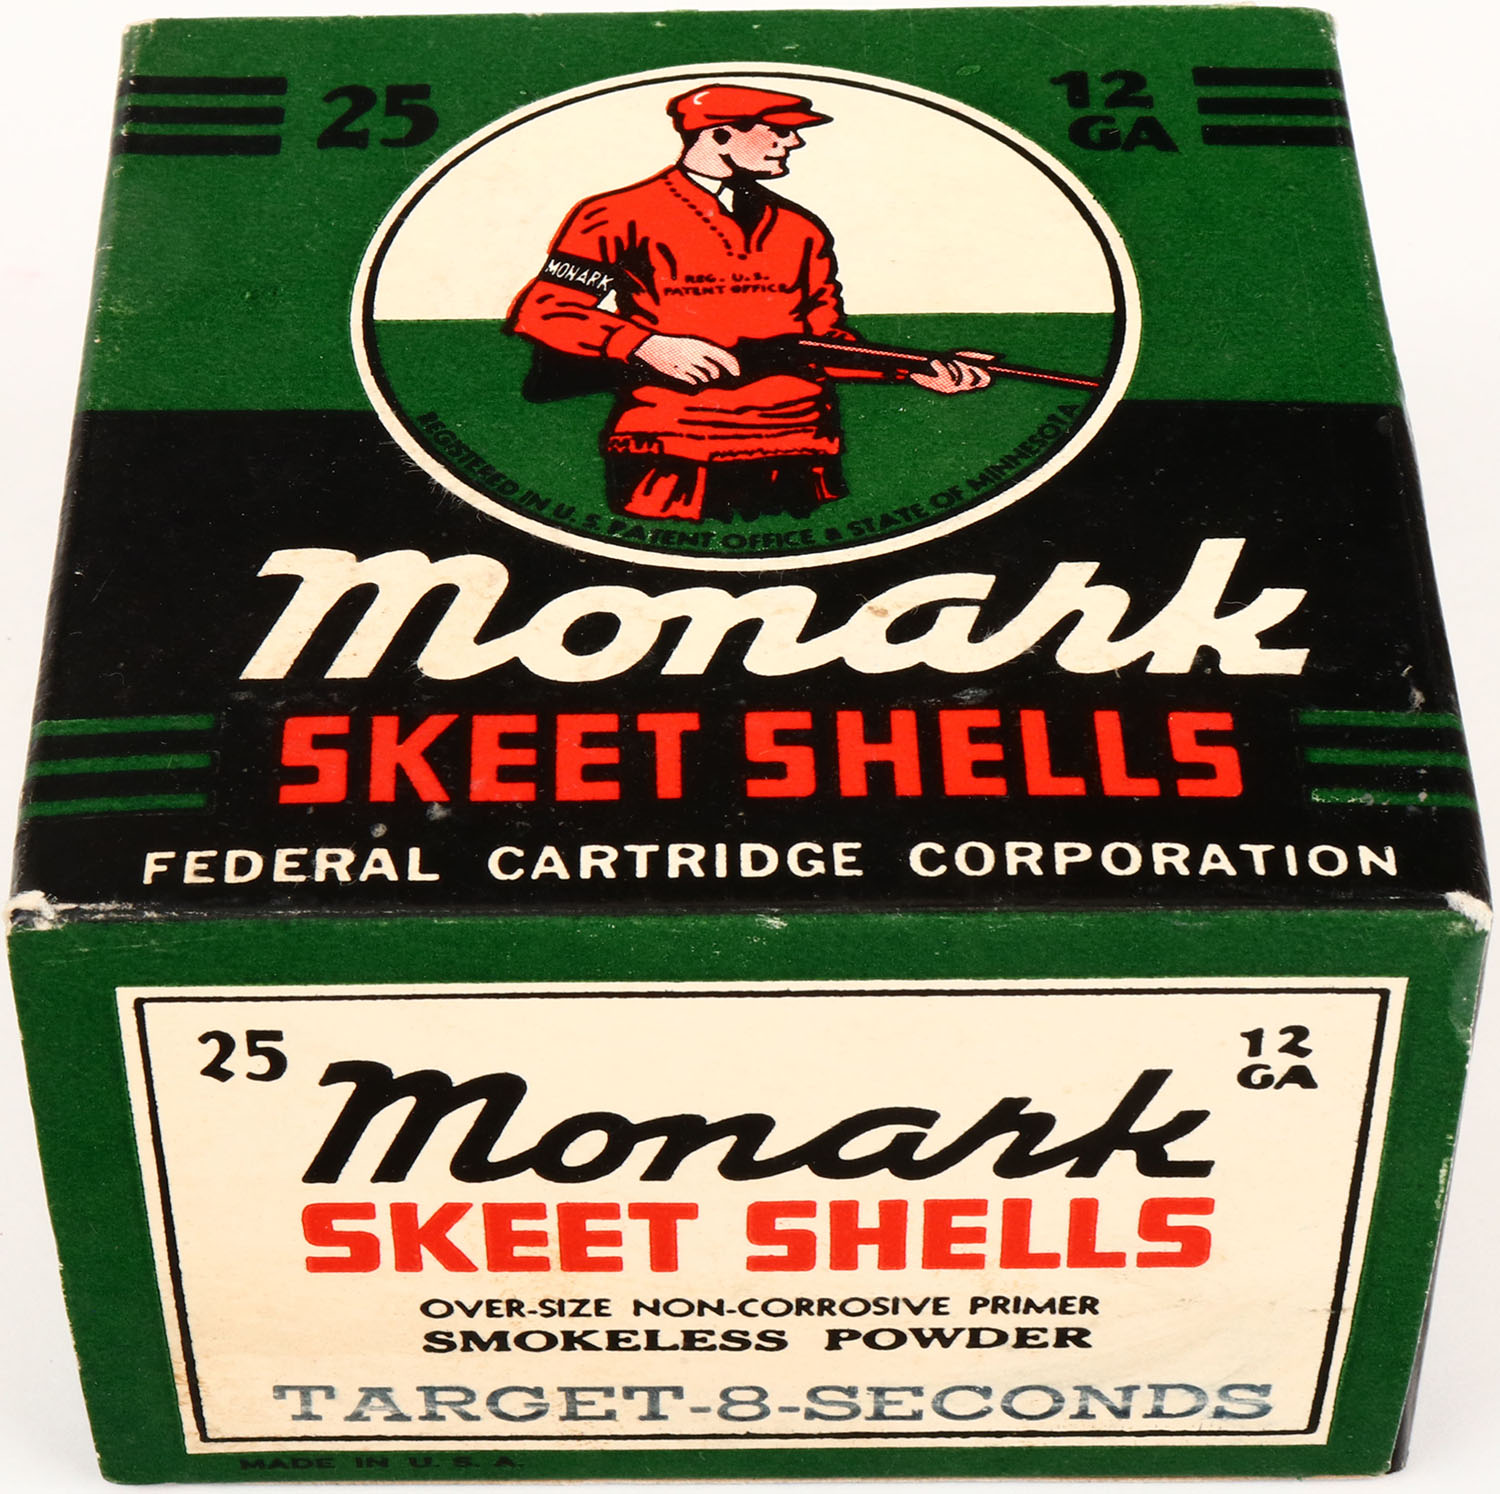 25
12
GA
MONARK
REG. U.S.
PATENT OFFICE
REGISTERED IN U.S. PATENT OFFICE & STATE OF MINNESOTA
Monark
SKEET SHELLS
FEDERAL CARTRIDGE CORPORATION
25
12
GA
Monark
SKEET SHELLS
OVER-SIZE NON-CORROSIVE PRIMER
SMOKELESS POWDER
TARGET-8-SECONDS
MADE IN U.S.A.